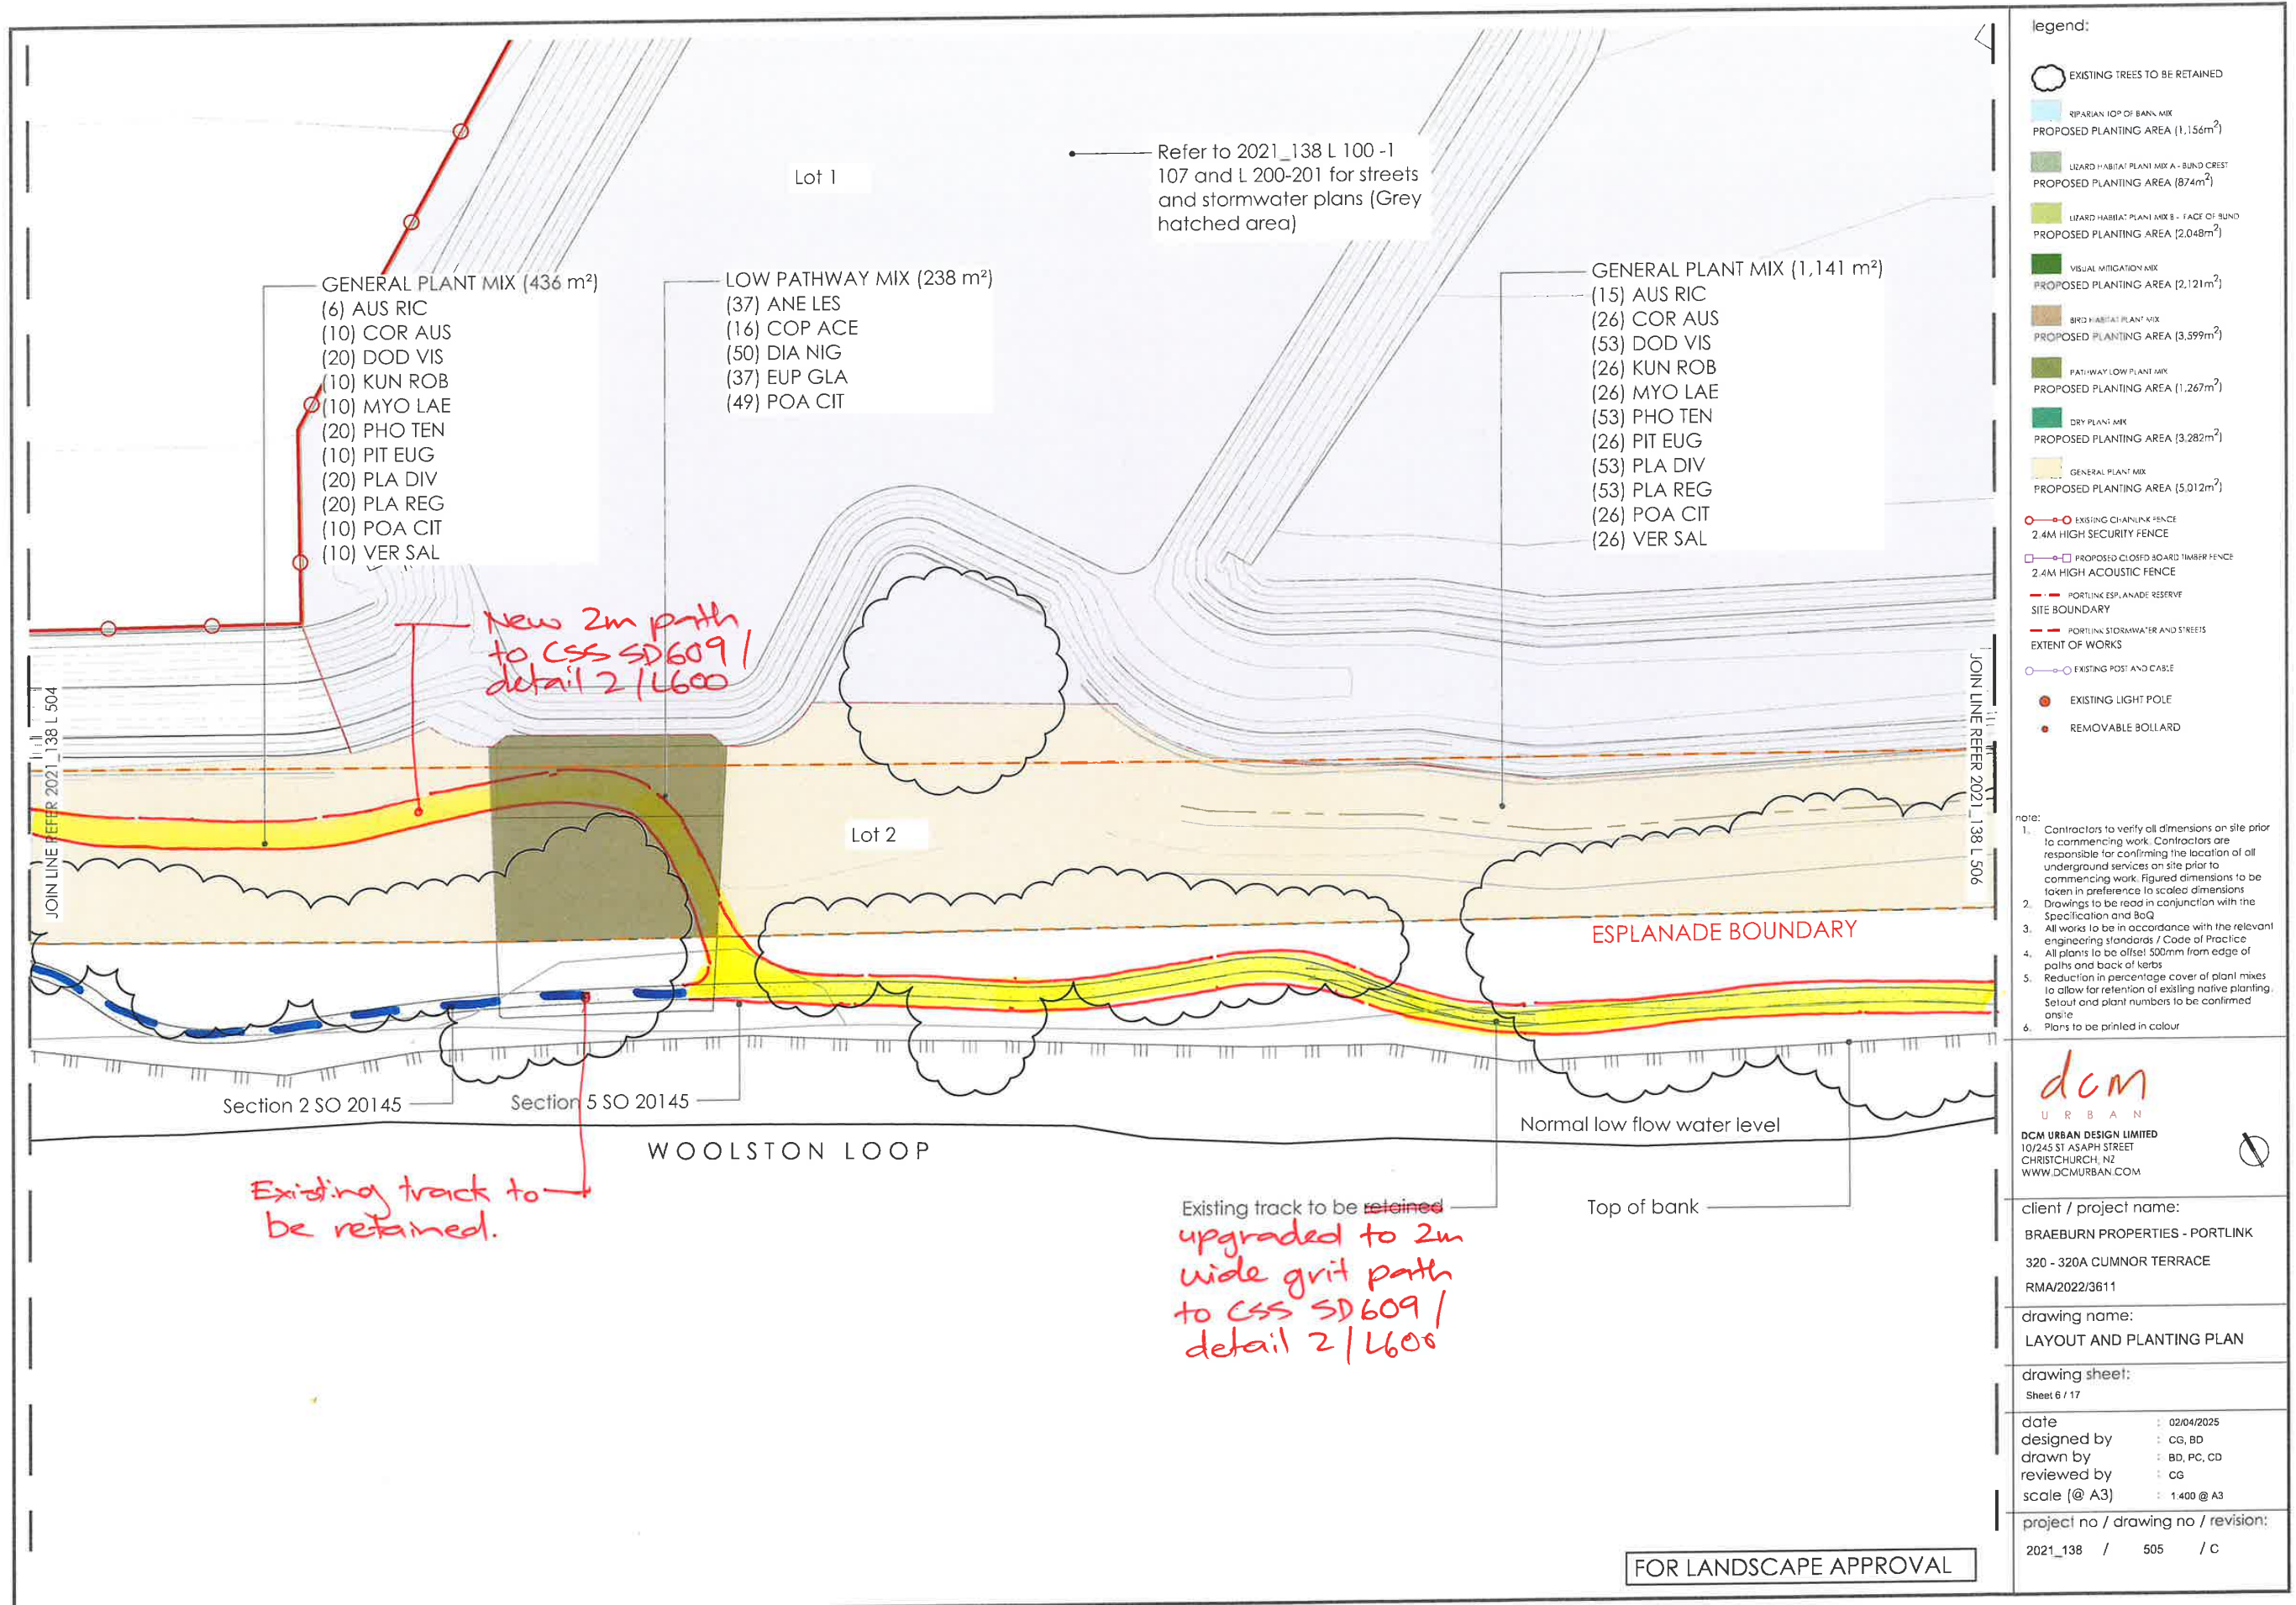 Lot 1
Refer to 2021_138 L 100 -1
107 and L 200-201 for streets
and stormwater plans (Grey
hatched area)
GENERAL PLANT MIX (436 m²)
(6) AUS RIC
(10) COR AUS
(20) DOD VIS
(10) KUN ROB
(10) MYO LAE
(20) PHO TEN
(10) PIT EUG
(20) PLA DIV
(20) PLA REG
(10) POA CIT
(10) VER SAL
LOW PATHWAY MIX (238 m²)
(37) ANE LES
(16) COP ACE
(50) DIA NIG
(37) EUP GLA
(49) POA CIT
GENERAL PLANT MIX (1,141 m²)
(15) AUS RIC
(26) COR AUS
(53) DOD VIS
(26) KUN ROB
(26) MYO LAE
(53) PHO TEN
(26) PIT EUG
(53) PLA DIV
(53) PLA REG
(26) POA CIT
(26) VER SAL
New 2m path
to CSS SD609 /
detail 2 / L600
JOIN LINE REFER 2021_138 L 504
JOIN LINE REFER 2021_138 L 506
Lot 2
ESPLANADE BOUNDARY
Section 2 SO 20145
Section 5 SO 20145
Normal low flow water level
WOOLSTON LOOP
Existing track to
be retained.
Existing track to be retained
upgraded to 2m
wide grit path
to CSS SD609 /
detail 2 / L600
Top of bank
FOR LANDSCAPE APPROVAL
legend:
EXISTING TREES TO BE RETAINED
RIPARIAN TOP OF BANK MIX
PROPOSED PLANTING AREA (1,156m²)
LIZARD HABITAT PLANT MIX A - BUND CREST
PROPOSED PLANTING AREA (874m²)
LIZARD HABITAT PLANT MIX B - FACE OF BUND
PROPOSED PLANTING AREA (2,048m²)
VISUAL MITIGATION MIX
PROPOSED PLANTING AREA (2,121m²)
BIRD HABITAT PLANT MIX
PROPOSED PLANTING AREA (3,599m²)
PATHWAY LOW PLANT MIX
PROPOSED PLANTING AREA (1,267m²)
DRY PLANT MIX
PROPOSED PLANTING AREA (3,282m²)
GENERAL PLANT MIX
PROPOSED PLANTING AREA (5,012m²)
EXISTING CHAINLINK FENCE
2.4M HIGH SECURITY FENCE
PROPOSED CLOSED BOARD TIMBER FENCE
2.4M HIGH ACOUSTIC FENCE
PORTLINK ESPLANADE RESERVE
SITE BOUNDARY
PORTLINK STORMWATER AND STREETS
EXTENT OF WORKS
EXISTING POST AND CABLE
EXISTING LIGHT POLE
REMOVABLE BOLLARD
note:
1. Contractors to verify all dimensions on site prior
to commencing work. Contractors are
responsible for confirming the location of all
underground services on site prior to
commencing work. Figured dimensions to be
taken in preference to scaled dimensions
2. Drawings to be read in conjunction with the
Specification and BoQ
3. All works to be in accordance with the relevant
engineering standards / Code of Practice
4. All plants to be offset 500mm from edge of
paths and back of kerbs
5. Reduction in percentage cover of plant mixes
to allow for retention of existing native planting.
Setout and plant numbers to be confirmed
onsite
6. Plans to be printed in colour
dcm
URBAN
DCM URBAN DESIGN LIMITED
10/245 ST ASAPH STREET
CHRISTCHURCH, NZ
WWW.DCMURBAN.COM
client / project name:
BRAEBURN PROPERTIES - PORTLINK
320 - 320A CUMNOR TERRACE
RMA/2022/3611
drawing name:
LAYOUT AND PLANTING PLAN
drawing sheet:
Sheet 6 / 17
date : 02/04/2025
designed by : CG, BD
drawn by : BD, PC, CD
reviewed by : CG
scale (@ A3) : 1:400 @ A3
project no / drawing no / revision:
2021_138 / 505 / C